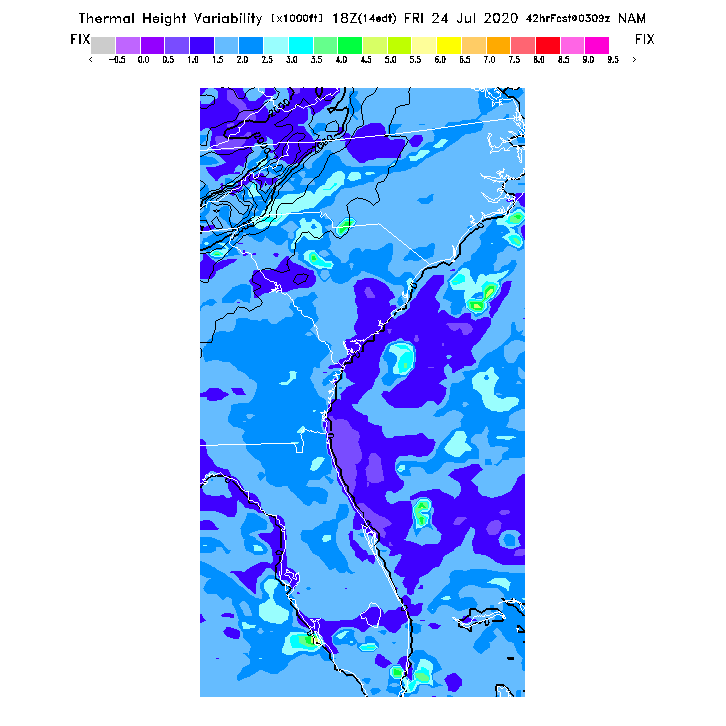 Thermal Height Variability [x1000ft] 18Z(14edt) FRI 24 Jul 2020 42hrFcst@0309z NAM
FIX FIX
< -0.5 0.0 0.5 1.0 1.5 2.0 2.5 3.0 3.5 4.0 4.5 5.0 5.5 6.0 6.5 7.0 7.5 8.0 8.5 9.0 9.5 >